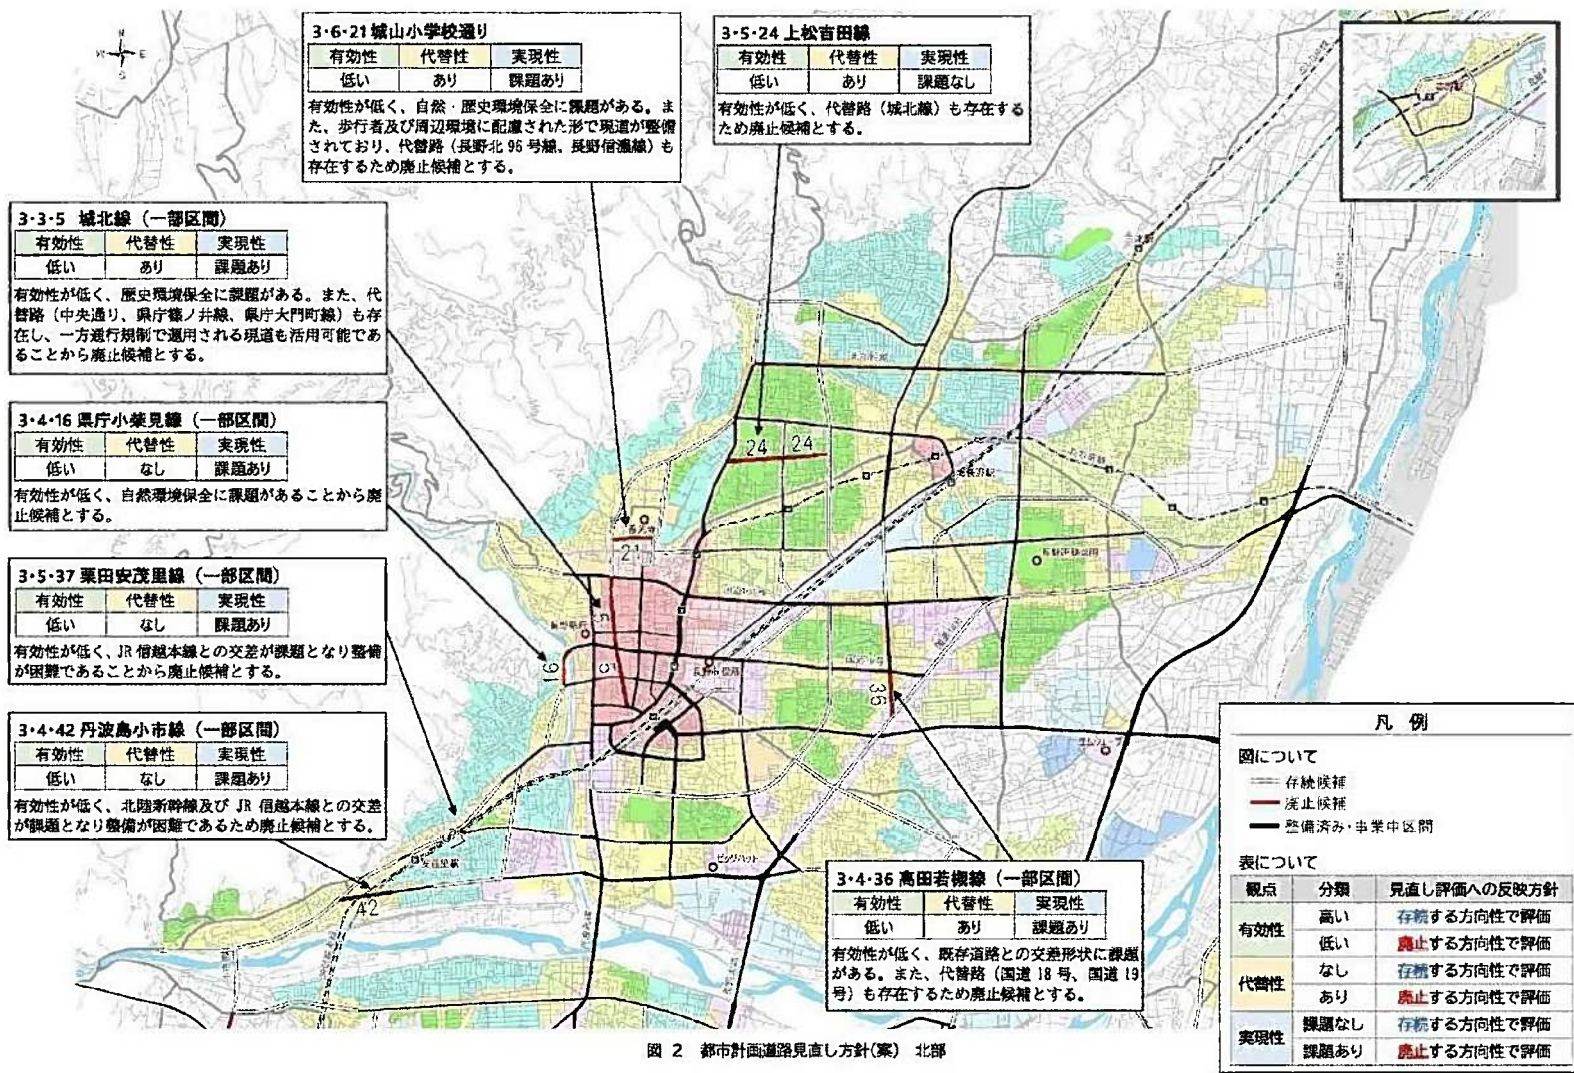 3・6・21 城山小学校通り
有効性 代替性 実現性
低い あり 課題あり
有効性が低く、自然・歴史環境保全に課題がある。ま
た、歩行者及び周辺環境に配慮された形で現道が整備
されており、代替路（長野北 96 号線、長野信濃線）も
存在するため廃止候補とする。
3・5・24 上松吉田線
有効性 代替性 実現性
低い あり 課題なし
有効性が低く、代替路（城北線）も存在する
ため廃止候補とする。
3・3・5 城北線（一部区間）
有効性 代替性 実現性
低い あり 課題あり
有効性が低く、歴史環境保全に課題がある。また、代
替路（中央通り、県庁篠ノ井線、県庁大門町線）も存
在し、一方通行規制で運用される現道も活用可能であ
ることから廃止候補とする。
3・4・16 県庁小柴見線（一部区間）
有効性 代替性 実現性
低い なし 課題あり
有効性が低く、自然環境保全に課題があることから廃
止候補とする。
3・5・37 栗田安茂里線（一部区間）
有効性 代替性 実現性
低い なし 課題あり
有効性が低く、JR 信越本線との交差が課題となり整備
が困難であることから廃止候補とする。
3・4・42 丹波島小市線（一部区間）
有効性 代替性 実現性
低い なし 課題あり
有効性が低く、北陸新幹線及び JR 信越本線との交差
が課題となり整備が困難であるため廃止候補とする。
3・4・36 高田若槻線（一部区間）
有効性 代替性 実現性
低い あり 課題あり
有効性が低く、既存道路との交差形状に課題
がある。また、代替路（国道 18 号、国道 19
号）も存在するため廃止候補とする。
24 24
21
16
36
42
安茂里駅
ビッグハット
凡 例
図について
存続候補
廃止候補
整備済み・事業中区間
表について
観点 分類 見直し評価への反映方針
有効性 高い 存続する方向性で評価
低い 廃止する方向性で評価
代替性 なし 存続する方向性で評価
あり 廃止する方向性で評価
実現性 課題なし 存続する方向性で評価
課題あり 廃止する方向性で評価
図 2 都市計画道路見直し方針(案) 北部